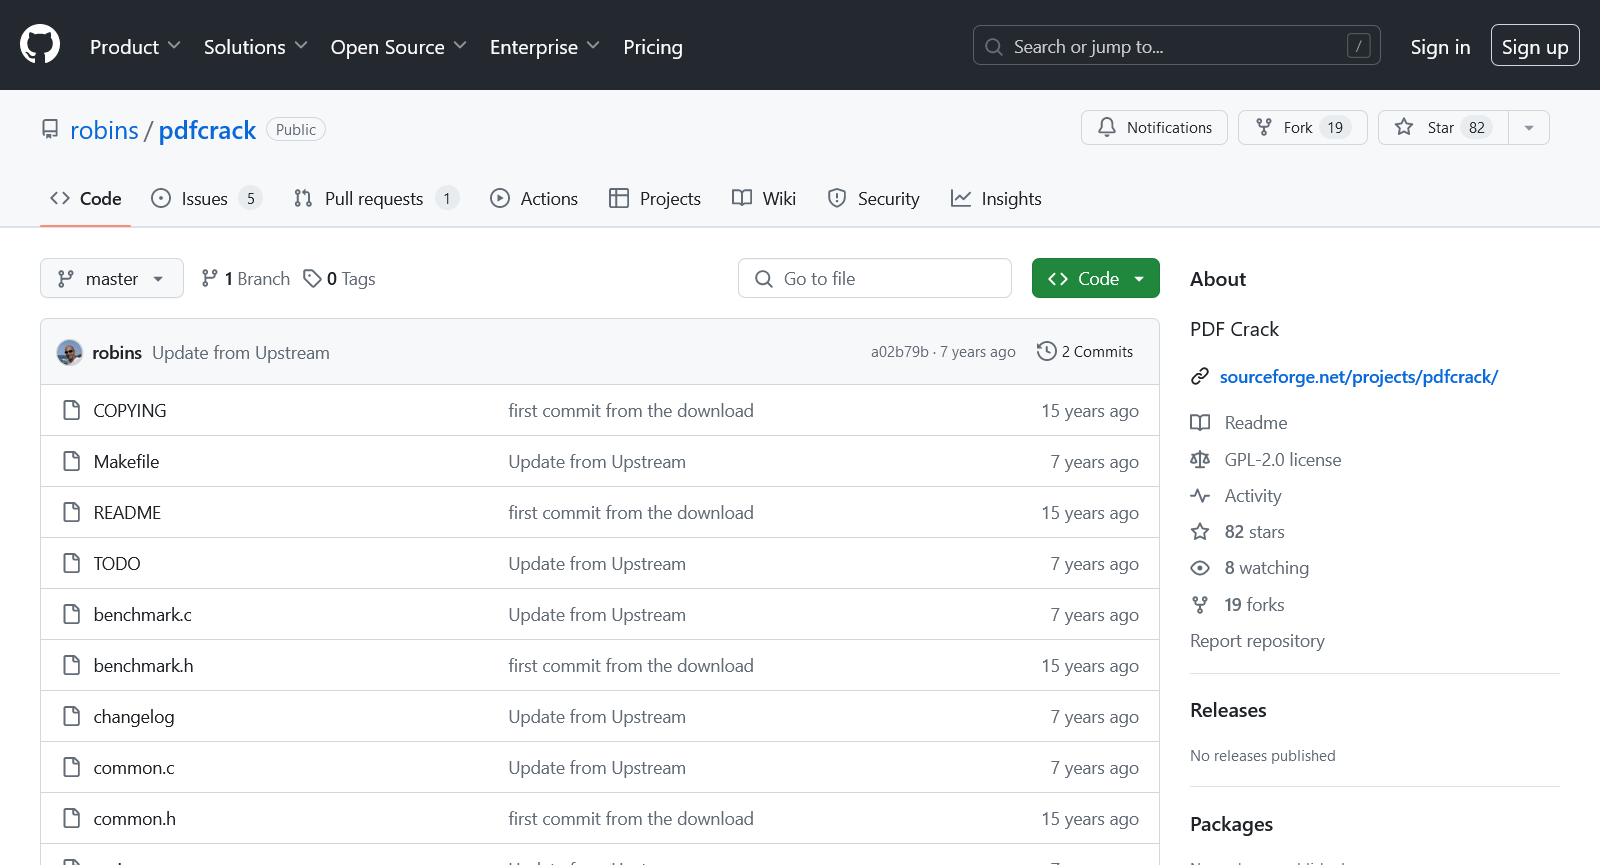 Product Solutions Open Source Enterprise Pricing Search or jump to... / Sign in Sign up
robins / pdfcrack Public Notifications Fork 19 Star 82
Code Issues 5 Pull requests 1 Actions Projects Wiki Security Insights
master 1 Branch 0 Tags Go to file Code
robins Update from Upstream a02b79b · 7 years ago 2 Commits
COPYING first commit from the download 15 years ago
Makefile Update from Upstream 7 years ago
README first commit from the download 15 years ago
TODO Update from Upstream 7 years ago
benchmark.c Update from Upstream 7 years ago
benchmark.h first commit from the download 15 years ago
changelog Update from Upstream 7 years ago
common.c Update from Upstream 7 years ago
common.h first commit from the download 15 years ago
About
PDF Crack
sourceforge.net/projects/pdfcrack/
Readme
GPL-2.0 license
Activity
82 stars
8 watching
19 forks
Report repository
Releases
No releases published
Packages